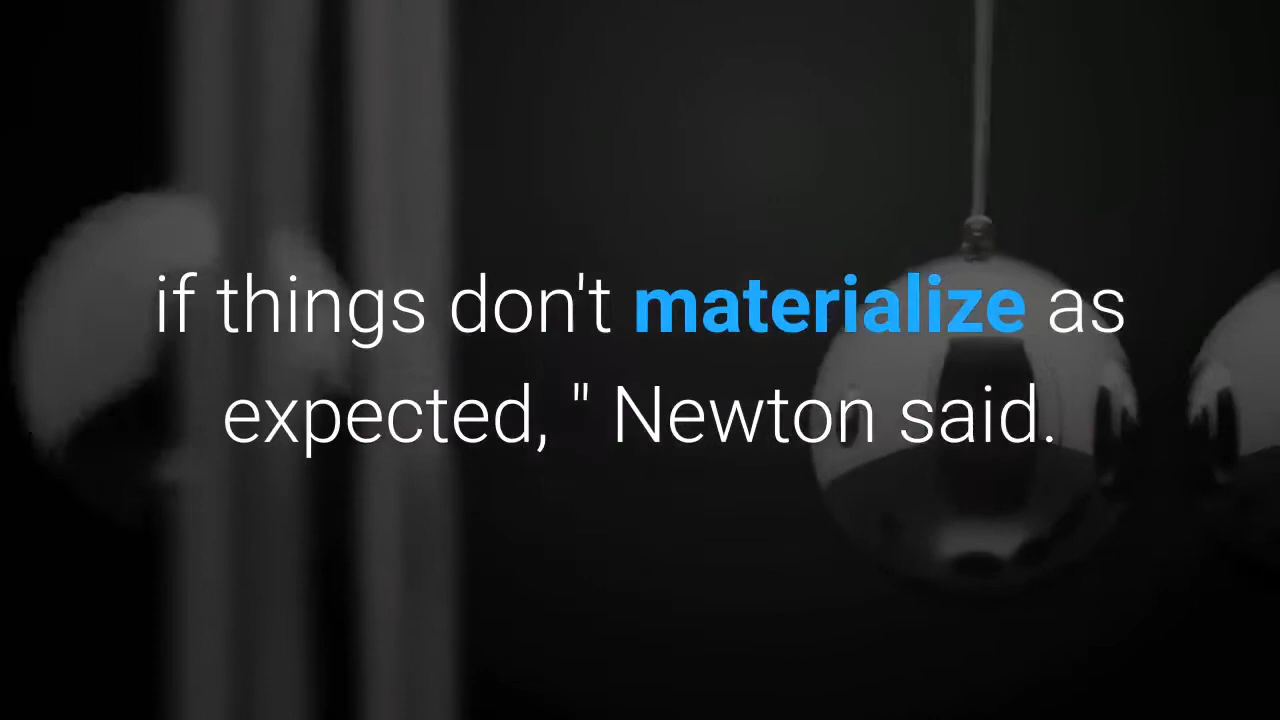 if things don't materialize as
expected, " Newton said.